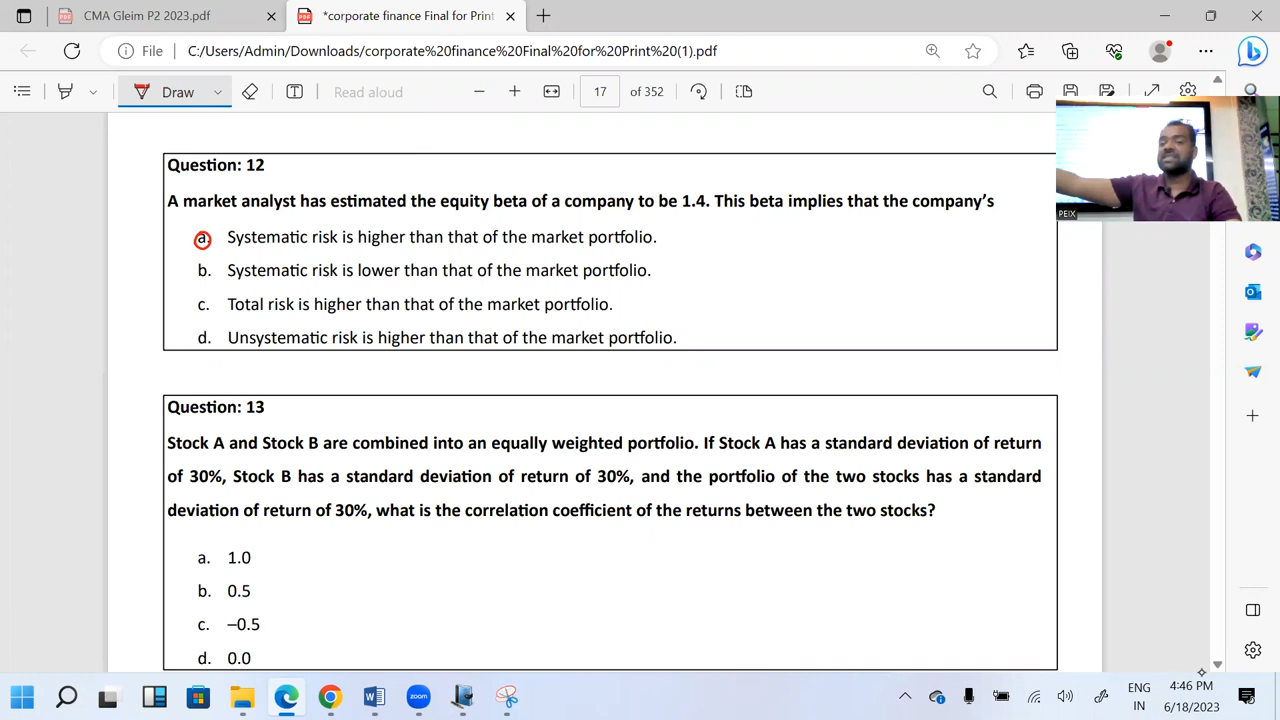 CMA Gleim P2 2023.pdf
*corporate finance Final for Print
File
C:/Users/Admin/Downloads/corporate%20finance%20Final%20for%20Print%20(1).pdf
Draw
Read aloud
17
of 352
PEIX
Question: 12
A market analyst has estimated the equity beta of a company to be 1.4. This beta implies that the company’s
a. Systematic risk is higher than that of the market portfolio.
b. Systematic risk is lower than that of the market portfolio.
c. Total risk is higher than that of the market portfolio.
d. Unsystematic risk is higher than that of the market portfolio.
Question: 13
Stock A and Stock B are combined into an equally weighted portfolio. If Stock A has a standard deviation of return
of 30%, Stock B has a standard deviation of return of 30%, and the portfolio of the two stocks has a standard
deviation of return of 30%, what is the correlation coefficient of the returns between the two stocks?
a. 1.0
b. 0.5
c. –0.5
d. 0.0
zoom
ENG
IN
4:46 PM
6/18/2023